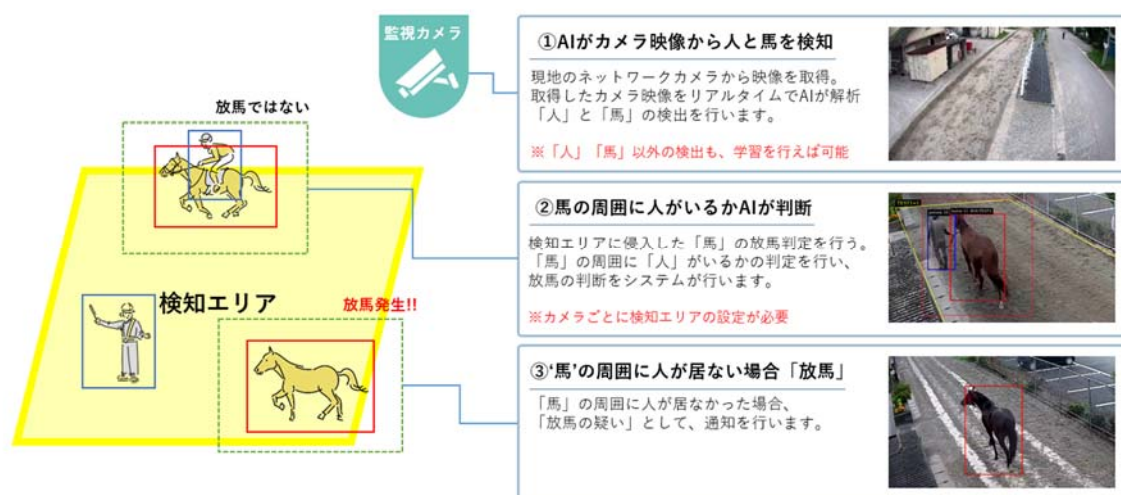 監視カメラ
放馬ではない
検知エリア
放馬発生!!
①AIがカメラ映像から人と馬を検知
現地のネットワークカメラから映像を取得。
取得したカメラ映像をリアルタイムでAIが解析
「人」と「馬」の検出を行います。
※「人」「馬」以外の検出も、学習を行えば可能
②馬の周囲に人がいるかAIが判断
検知エリアに侵入した「馬」の放馬判定を行う。
「馬」の周囲に「人」がいるかの判定を行い、
放馬の判断をシステムが行います。
※カメラごとに検知エリアの設定が必要
③‘馬’の周囲に人が居ない場合「放馬」
「馬」の周囲に人が居なかった場合、
「放馬の疑い」として、通知を行います。